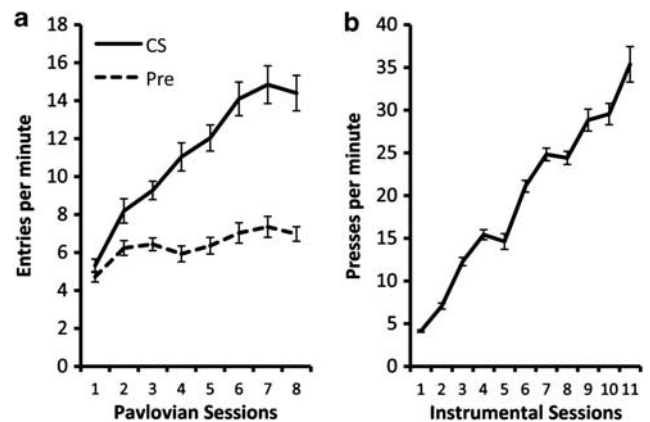 a
18
16
14
12
10
8
6
4
2
0
Entries per minute
CS
Pre
1 2 3 4 5 6 7 8
Pavlovian Sessions
b
40
35
30
25
20
15
10
5
0
Presses per minute
1 2 3 4 5 6 7 8 9 10 11
Instrumental Sessions